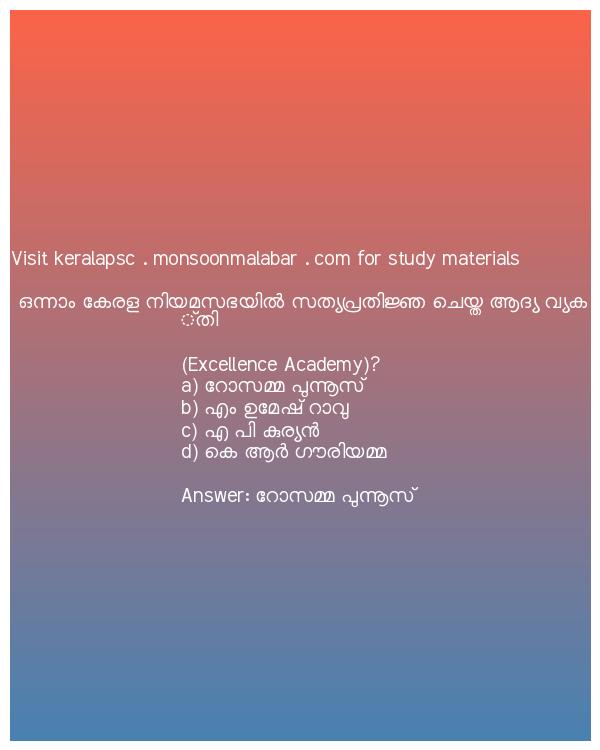 Visit keralapsc . monsoonmalabar . com for study materials
ഒന്നാം കേരള നിയമസഭയിൽ സത്യപ്രതിജ്ഞ ചെയ്ത ആദ്യ വ്യക
്തി
(Excellence Academy)?
a) റോസമ്മ പുന്നൂസ്
b) എം ഉമേഷ് റാവു
c) എ പി കുര്യൻ
d) കെ ആർ ഗൗരിയമ്മ
Answer: റോസമ്മ പുന്നൂസ്